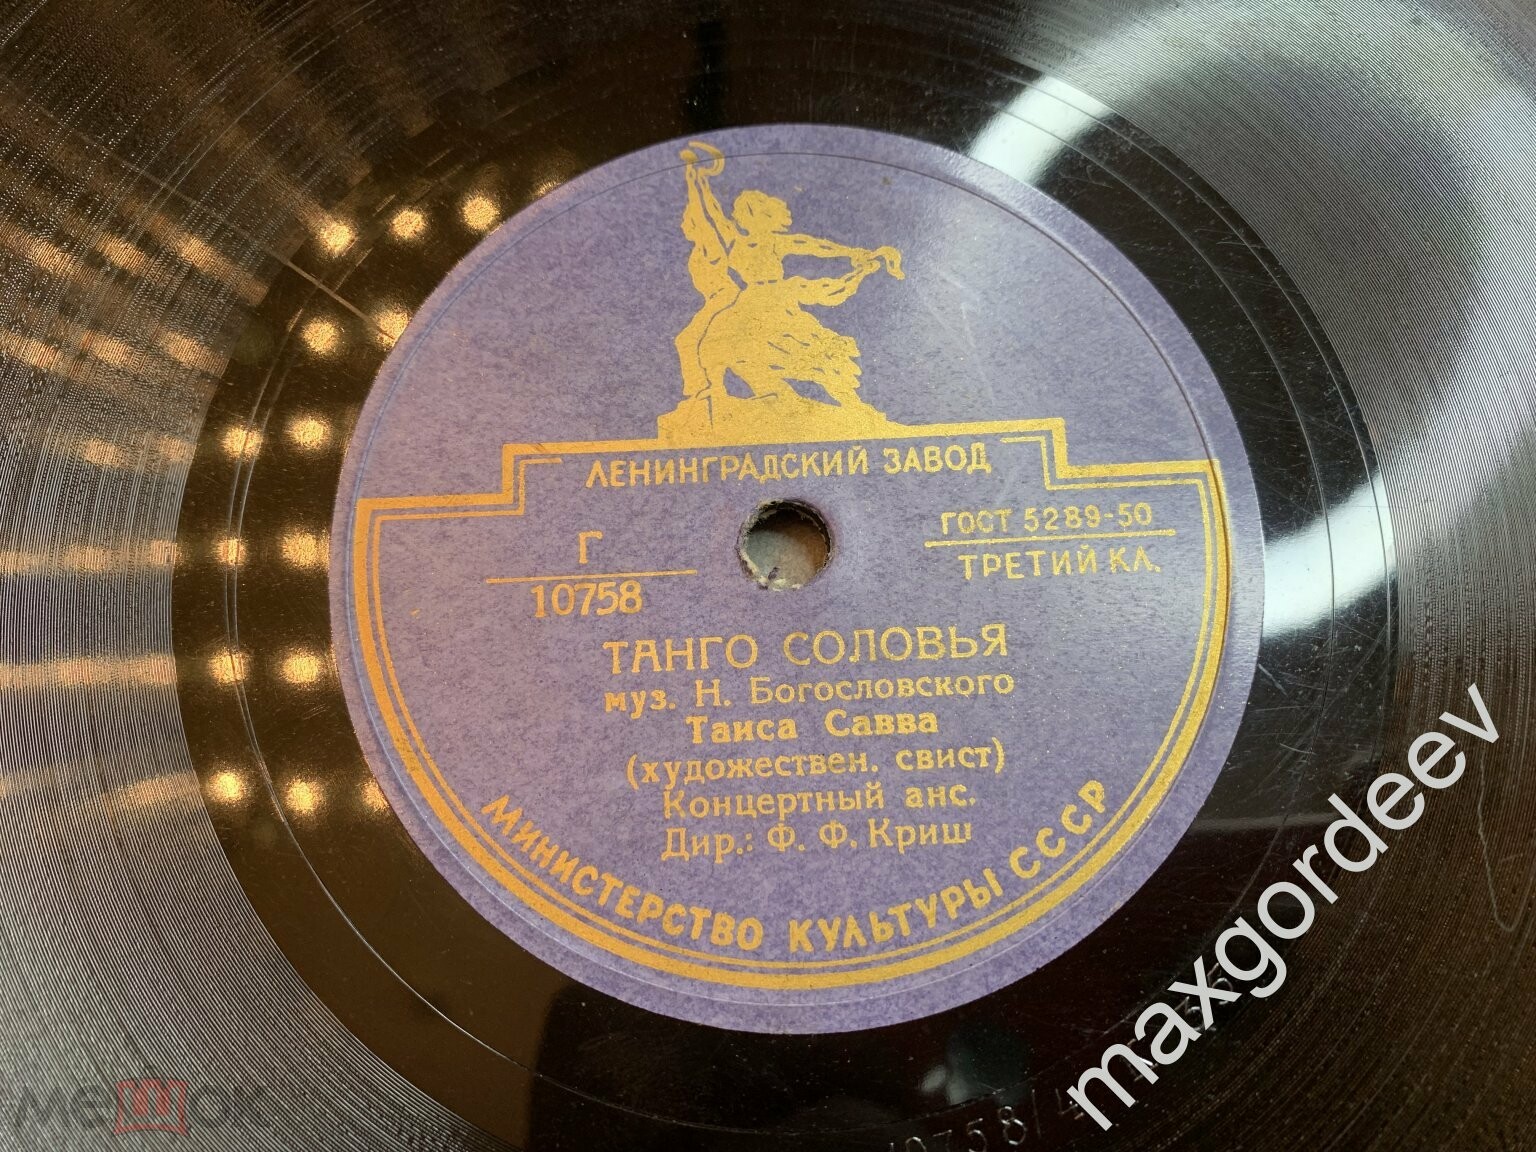 ЛЕНИНГРАДСКИЙ ЗАВОД
Г
10758
ГОСТ 5289-50
ТРЕТИЙ КЛ.
ТАНГО СОЛОВЬЯ
муз. Н. Богословского
Таиса Савва
(художествен. свист)
Концертный анс.
Дир.: Ф. Ф. Криш
МИНИСТЕРСТВО КУЛЬТУРЫ СССР
maxgordeev
мешок